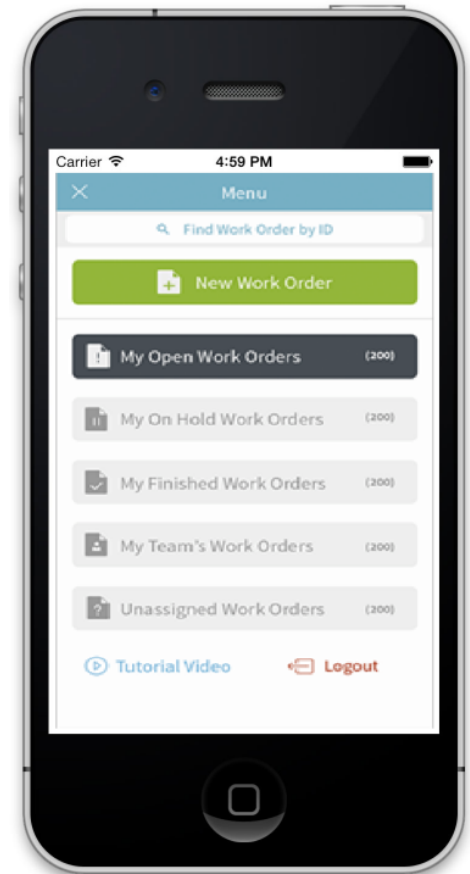 Carrier 4:59 PM
Menu
Find Work Order by ID
New Work Order
My Open Work Orders (200)
My On Hold Work Orders (200)
My Finished Work Orders (200)
My Team's Work Orders (200)
Unassigned Work Orders (200)
Tutorial Video Logout